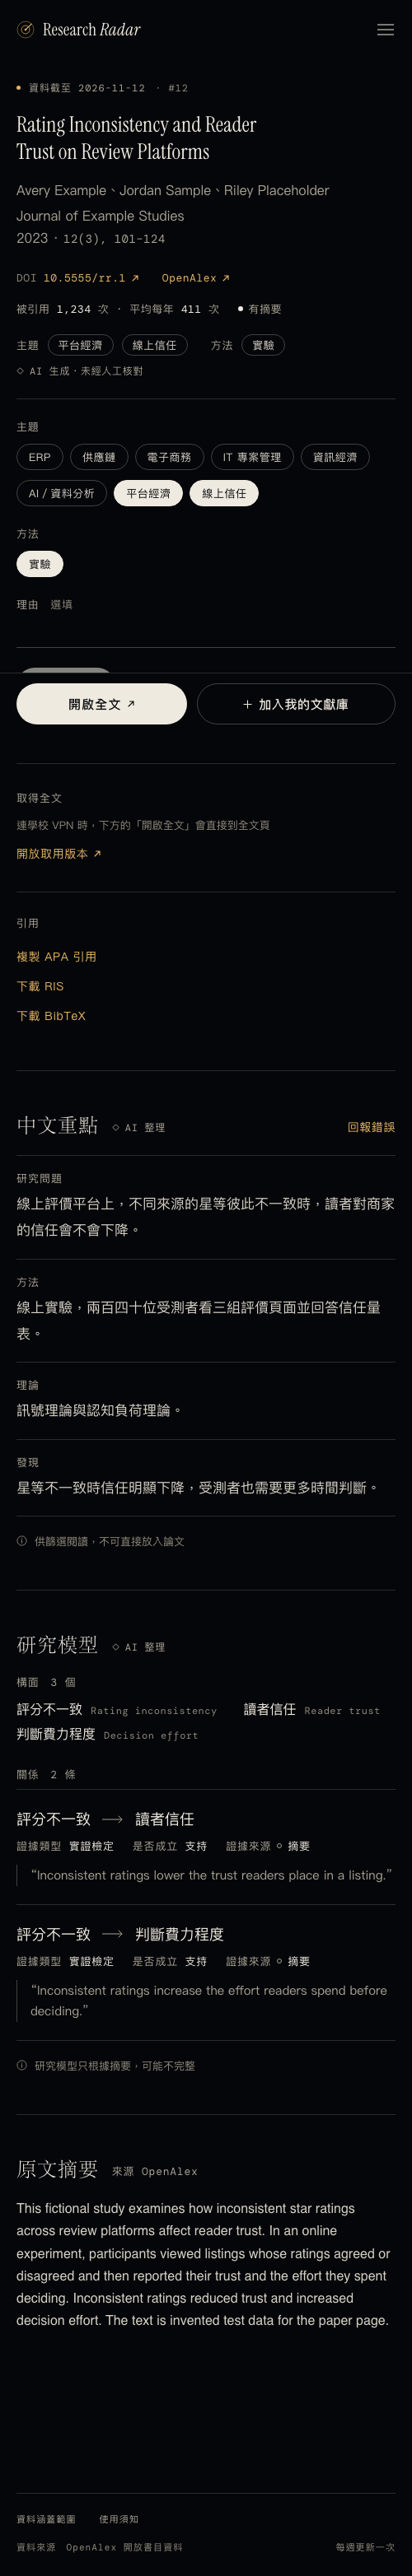 Research Radar
資料截至 2026-11-12 · #12
Rating Inconsistency and Reader
Trust on Review Platforms
Avery Example、Jordan Sample、Riley Placeholder
Journal of Example Studies
2023 · 12(3), 101-124
DOI 10.5555/rr.1 ↗ OpenAlex ↗
被引用 1,234 次 · 平均每年 411 次 有摘要
主題 平台經濟 線上信任 方法 實驗
◇ AI 生成·未經人工核對
主題
ERP 供應鏈 電子商務 IT 專案管理 資訊經濟
AI / 資料分析 平台經濟 線上信任
方法
實驗
理由 選填
開啟全文 ↗ + 加入我的文獻庫
取得全文
連學校 VPN 時，下方的「開啟全文」會直接到全文頁
開放取用版本 ↗
引用
複製 APA 引用
下載 RIS
下載 BibTeX
中文重點 ◇ AI 整理 回報錯誤
研究問題
線上評價平台上，不同來源的星等彼此不一致時，讀者對商家
的信任會不會下降。
方法
線上實驗，兩百四十位受測者看三組評價頁面並回答信任量
表。
理論
訊號理論與認知負荷理論。
發現
星等不一致時信任明顯下降，受測者也需要更多時間判斷。
ⓘ 供篩選閱讀，不可直接放入論文
研究模型 ◇ AI 整理
構面 3 個
評分不一致 Rating inconsistency 讀者信任 Reader trust
判斷費力程度 Decision effort
關係 2 條
評分不一致 → 讀者信任
證據類型 實證檢定 是否成立 支持 證據來源 摘要
“Inconsistent ratings lower the trust readers place in a listing.”
評分不一致 → 判斷費力程度
證據類型 實證檢定 是否成立 支持 證據來源 摘要
“Inconsistent ratings increase the effort readers spend before
deciding.”
ⓘ 研究模型只根據摘要，可能不完整
原文摘要 來源 OpenAlex
This fictional study examines how inconsistent star ratings
across review platforms affect reader trust. In an online
experiment, participants viewed listings whose ratings agreed or
disagreed and then reported their trust and the effort they spent
deciding. Inconsistent ratings reduced trust and increased
decision effort. The text is invented test data for the paper page.
資料涵蓋範圍 使用須知
資料來源 OpenAlex 開放書目資料 每週更新一次